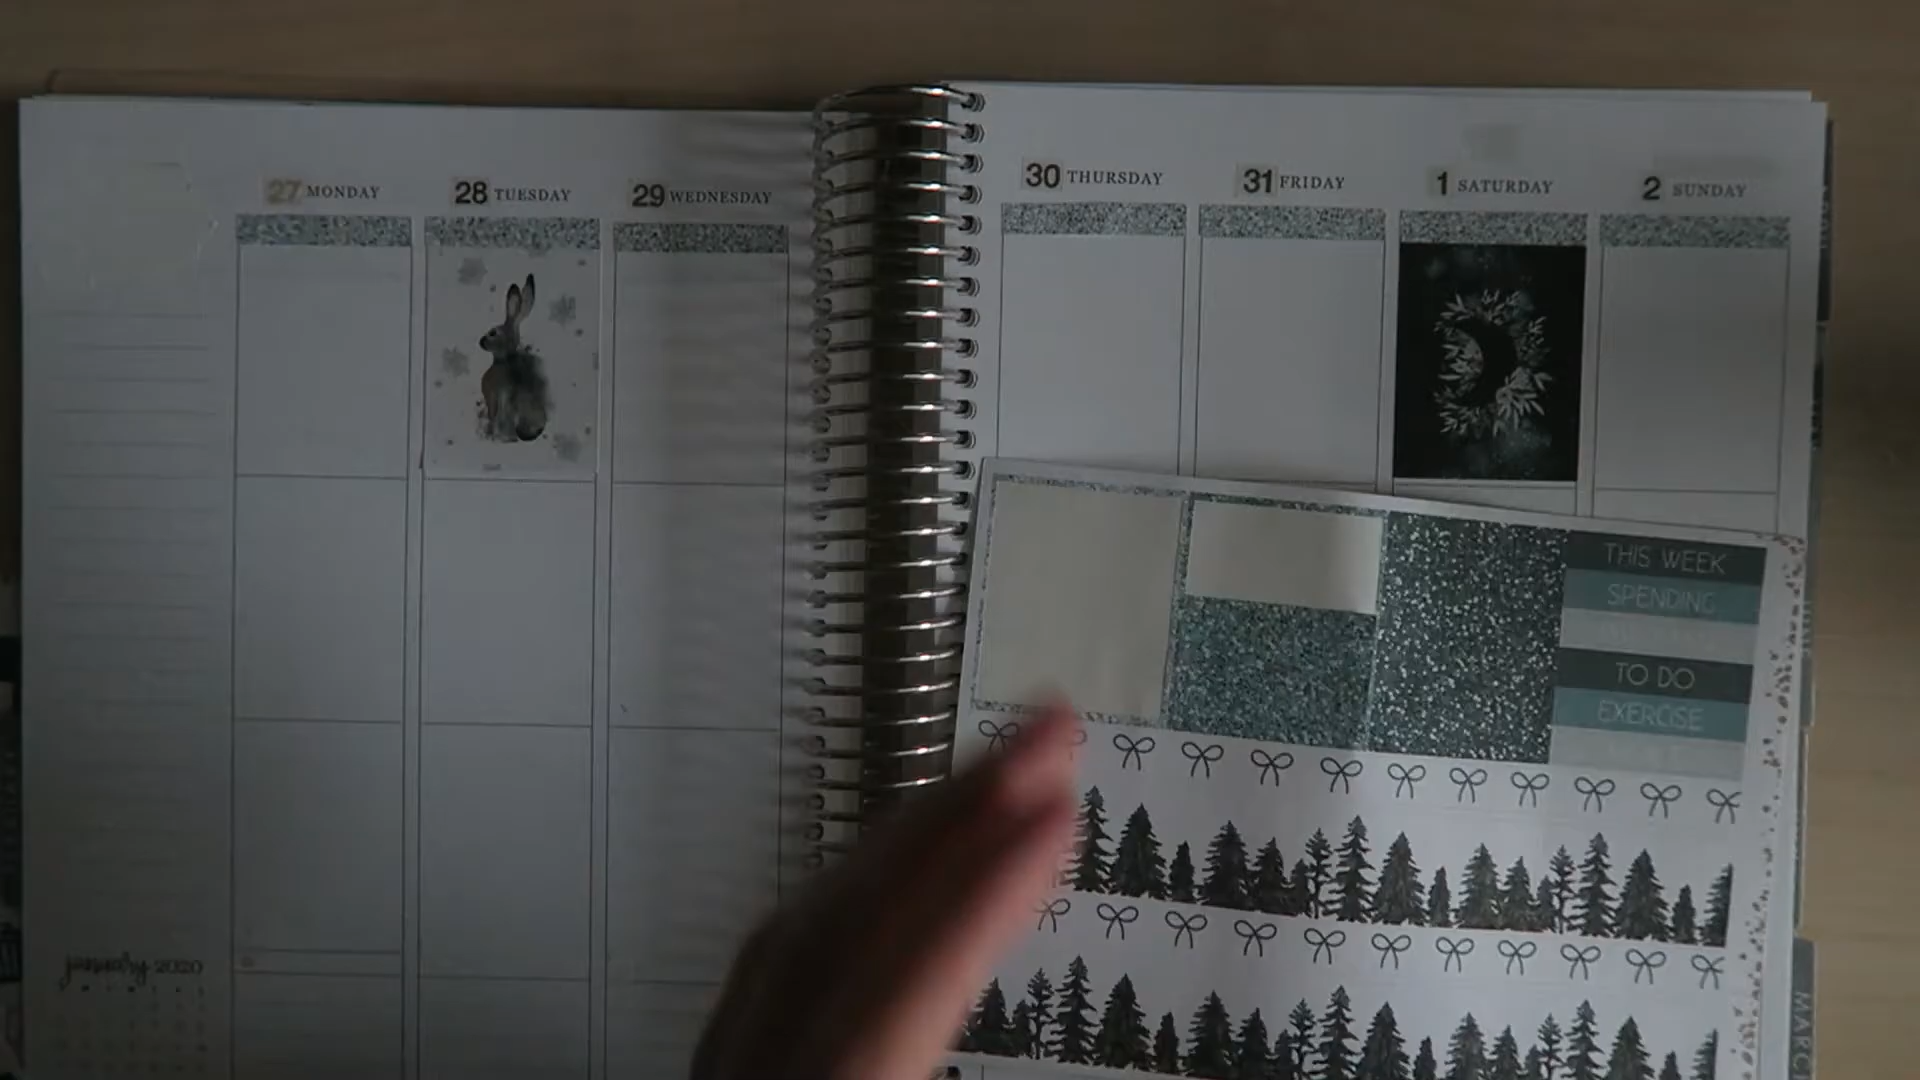 27 MONDAY
28 TUESDAY
29 WEDNESDAY
30 THURSDAY
31 FRIDAY
1 SATURDAY
2 SUNDAY
THIS WEEK
SPENDING
TO DO
EXERCISE
2020
MARC